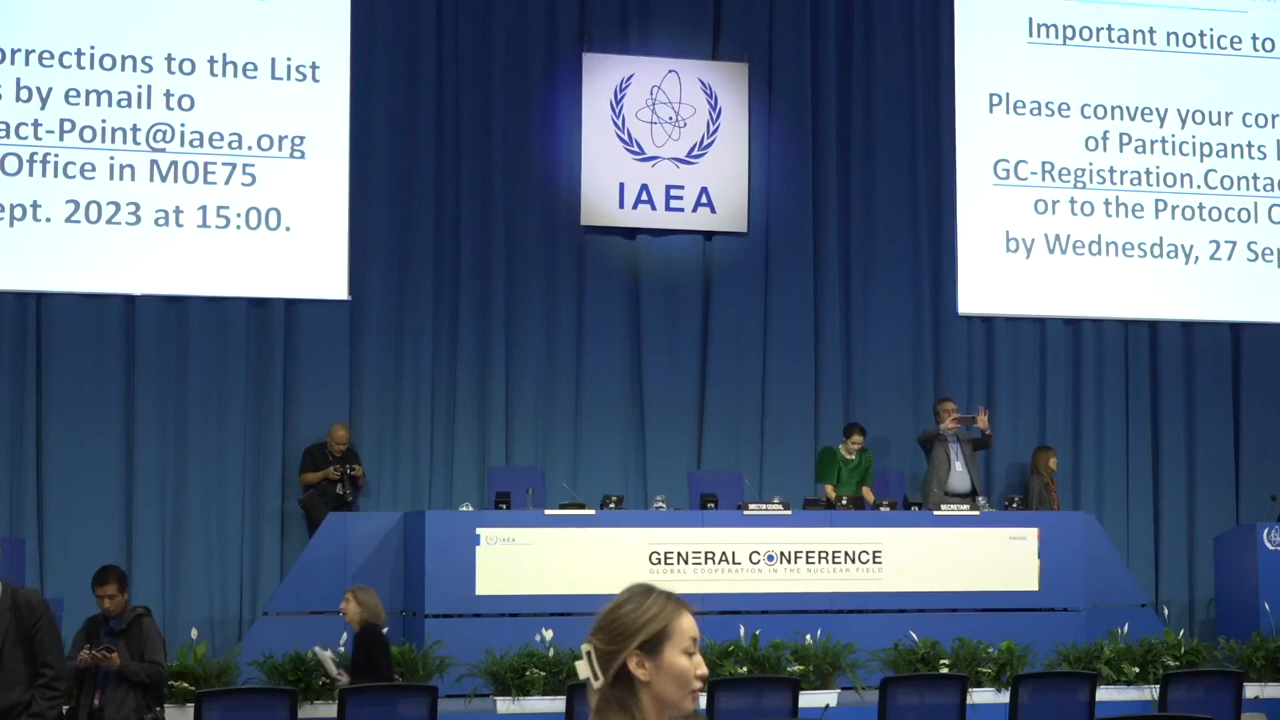 orrections to the List
s by email to
act-Point@iaea.org
Office in M0E75
ept. 2023 at 15:00.
IAEA
Important notice to
Please convey your cor
of Participants
GC-Registration.Contac
or to the Protocol
by Wednesday, 27 Sep
DIRECTOR GENERAL
SECRETARY
IAEA
GENERAL CONFERENCE
GLOBAL COOPERATION IN THE NUCLEAR FIELD